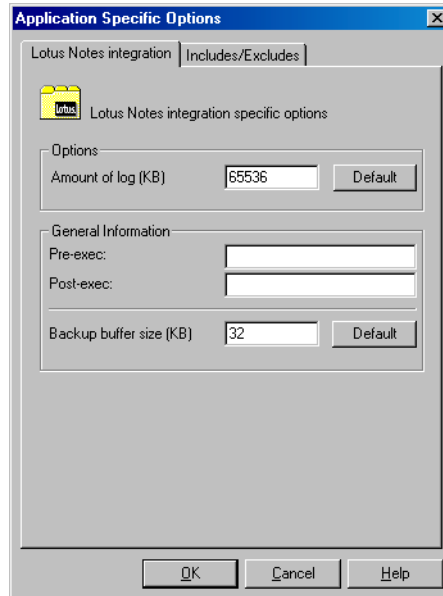 Application Specific Options
Lotus Notes integration Includes/Excludes
Lotus.
Lotus Notes integration specific options
Options
Amount of log (KB) 65536 Default
General Information
Pre-exec:
Post-exec:
Backup buffer size (KB) 32 Default
OK Cancel Help